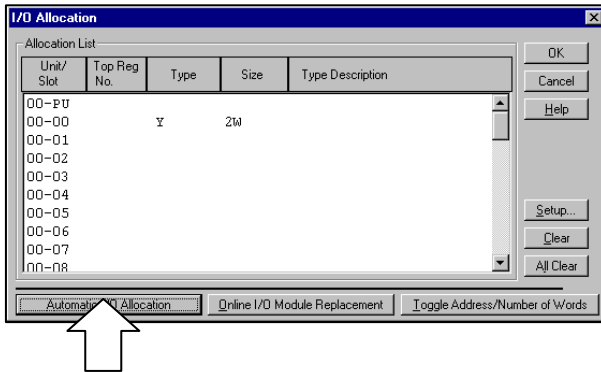 I/O Allocation
Allocation List
Unit/ Slot
Top Reg No.
Type
Size
Type Description
00-PU
00-00 Y 2W
00-01
00-02
00-03
00-04
00-05
00-06
00-07
00-08
OK
Cancel
Help
Setup...
Clear
All Clear
Automatic I/O Allocation
Online I/O Module Replacement
Toggle Address/Number of Words